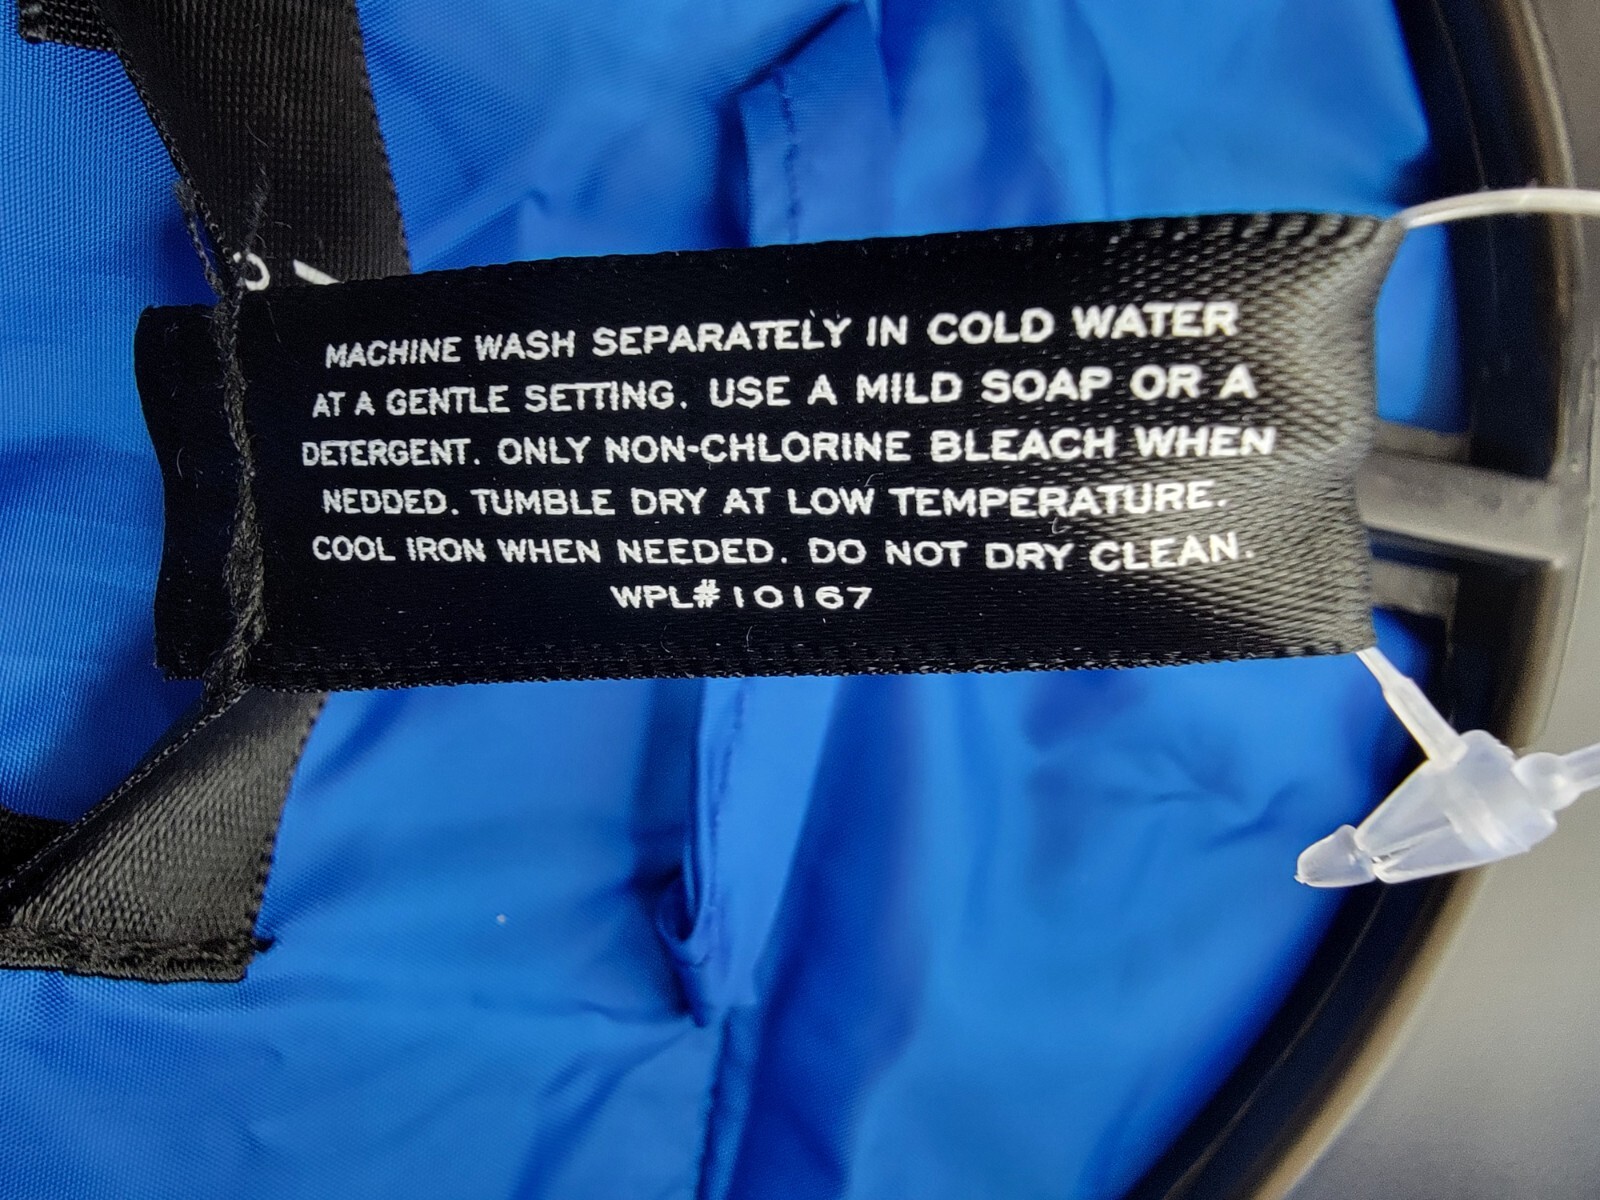 MACHINE WASH SEPARATELY IN COLD WATER
AT A GENTLE SETTING. USE A MILD SOAP OR A
DETERGENT. ONLY NON-CHLORINE BLEACH WHEN
NEDDED. TUMBLE DRY AT LOW TEMPERATURE.
COOL IRON WHEN NEEDED. DO NOT DRY CLEAN.
WPL#10167